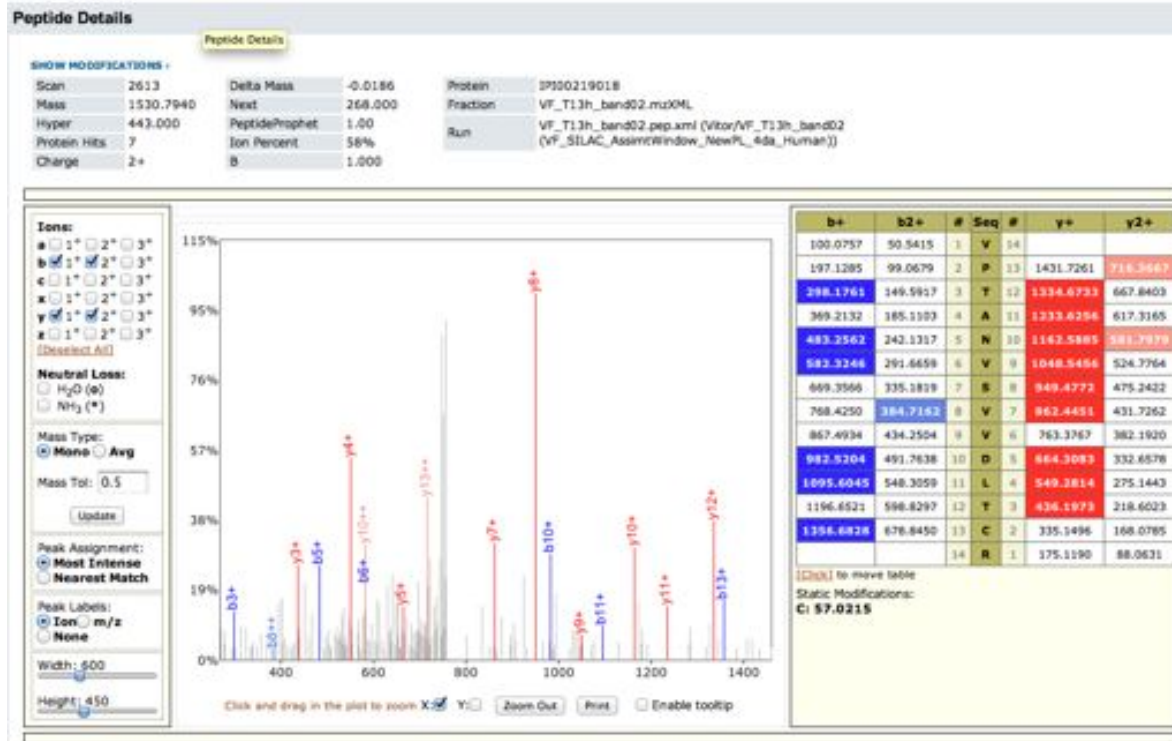 Peptide Details
Peptide Details
SHOW MODIFICATIONS
Scan 2613 Delta Mass -0.0186 Protein IPI00219018
Mass 1530.7940 Next 268.000 Fraction VF_T13h_band02.mzXML
Hyper 443.000 PeptideProphet 1.00 Run VF_T13h_band02.pep.xml (Vitor/VF_T13h_band02
Protein Hits 7 Ion Percent 58% (VF_SILAC_AssimtWindow_NewPL_4da_Human))
Charge 2+ B 1.000
Ions:
a 1+ 2+ 3+
b 1+ 2+ 3+
c 1+ 2+ 3+
x 1+ 2+ 3+
y 1+ 2+ 3+
z 1+ 2+ 3+
[Deselect All]
Neutral Loss:
H2O (o)
NH3 (*)
Mass Type:
Mono Avg
Mass Tol: 0.5
Update
Peak Assignment:
Most Intense
Nearest Match
Peak Labels:
Ion m/z
None
Width: 600
Height: 450
115%
95%
76%
57%
38%
19%
0%
400 600 800 1000 1200 1400
b3+
b8++
y3+
b5+
y4+
b6+
y10++
y5+
y13++
y7+
y8+
b10+
y9+
b11+
y10+
y11+
y12+
b13+
Click and drag in the plot to zoom X: Y: Zoom Out Print Enable tooltip
b+ b2+ # Seq # y+ y2+
100.0757 50.5415 1 V 14
197.1285 99.0679 2 P 13 1431.7261 716.3667
298.1761 149.5917 3 T 12 1334.6733 667.8403
369.2132 185.1103 4 A 11 1233.6256 617.3165
483.2562 242.1317 5 N 10 1162.5885 581.7979
582.3246 291.6659 6 V 9 1048.5456 524.7764
669.3566 335.1819 7 S 8 949.4772 475.2422
768.4250 384.7162 8 V 7 862.4451 431.7262
867.4934 434.2504 9 V 6 763.3767 382.1920
982.5204 491.7638 10 D 5 664.3083 332.6578
1095.6045 548.3059 11 L 4 549.2814 275.1443
1196.6521 598.8297 12 T 3 436.1973 218.6023
1356.6828 678.8450 13 C 2 335.1496 168.0785
14 R 1 175.1190 88.0631
[Click] to move table
Static Modifications:
C: 57.0215